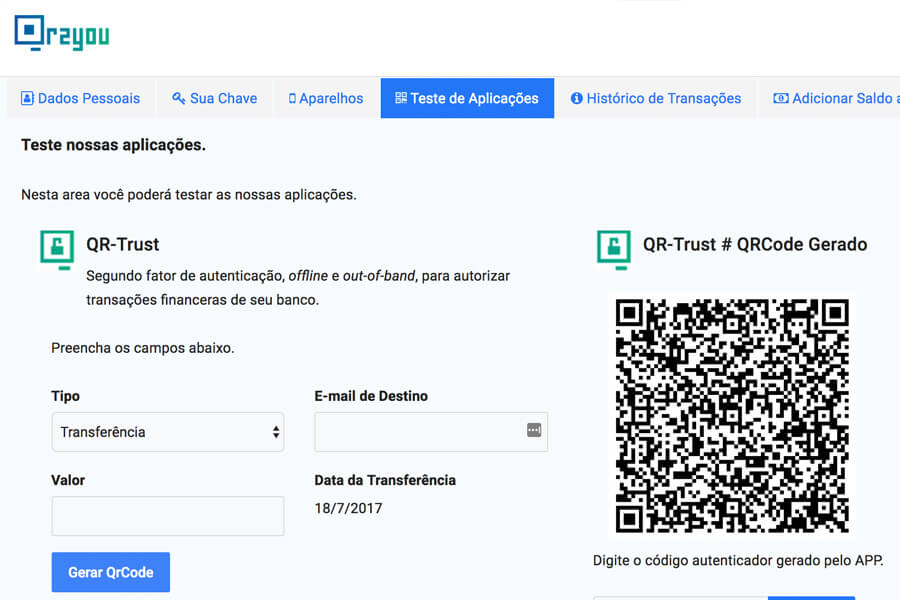 Qr2you
Dados Pessoais
Sua Chave
Aparelhos
Teste de Aplicações
Histórico de Transações
Adicionar Saldo a
Teste nossas aplicações.
Nesta area você poderá testar as nossas aplicações.
QR-Trust
Segundo fator de autenticação, offline e out-of-band, para autorizar
transações financeras de seu banco.
Preencha os campos abaixo.
Tipo
E-mail de Destino
Transferência
Valor
Data da Transferência
18/7/2017
Gerar QrCode
QR-Trust # QRCode Gerado
Digite o código autenticador gerado pelo APP.